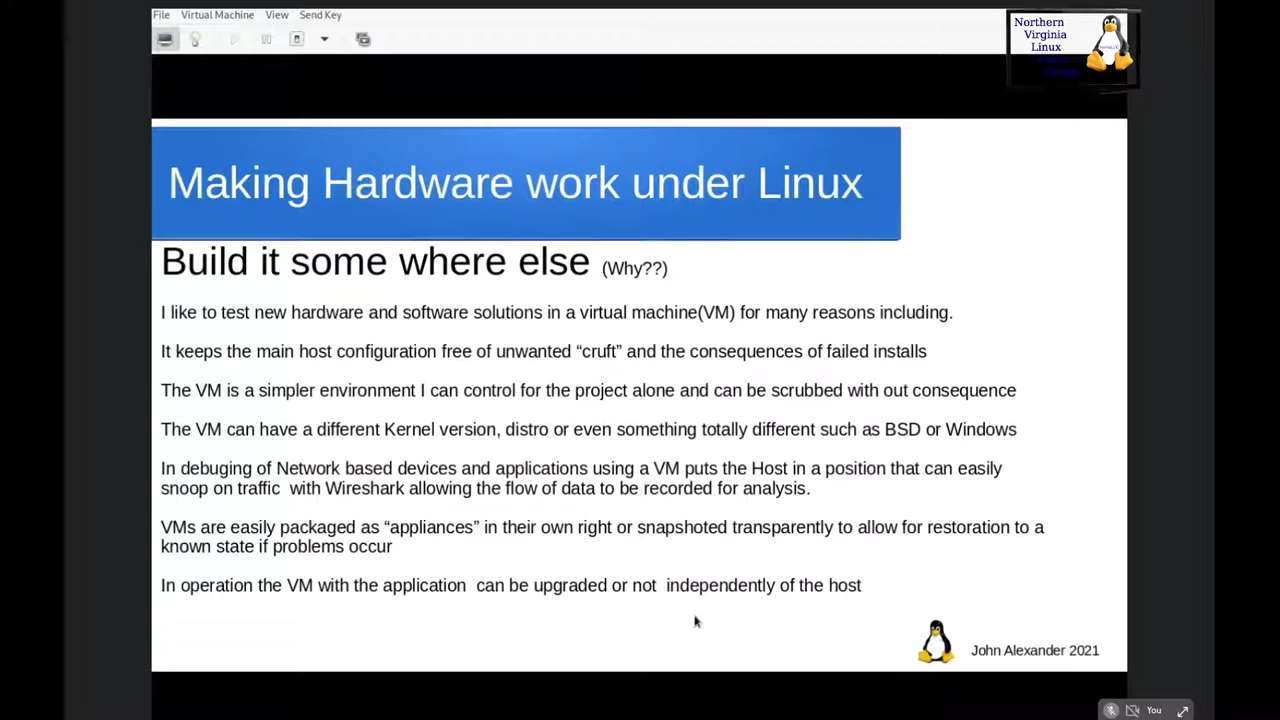 File Virtual Machine View Send Key
Northern
Virginia
Linux
Making Hardware work under Linux
Build it some where else (Why??)
I like to test new hardware and software solutions in a virtual machine(VM) for many reasons including.
It keeps the main host configuration free of unwanted “cruft” and the consequences of failed installs
The VM is a simpler environment I can control for the project alone and can be scrubbed with out consequence
The VM can have a different Kernel version, distro or even something totally different such as BSD or Windows
In debuging of Network based devices and applications using a VM puts the Host in a position that can easily
snoop on traffic with Wireshark allowing the flow of data to be recorded for analysis.
VMs are easily packaged as “appliances” in their own right or snapshoted transparently to allow for restoration to a
known state if problems occur
In operation the VM with the application can be upgraded or not independently of the host
John Alexander 2021
You